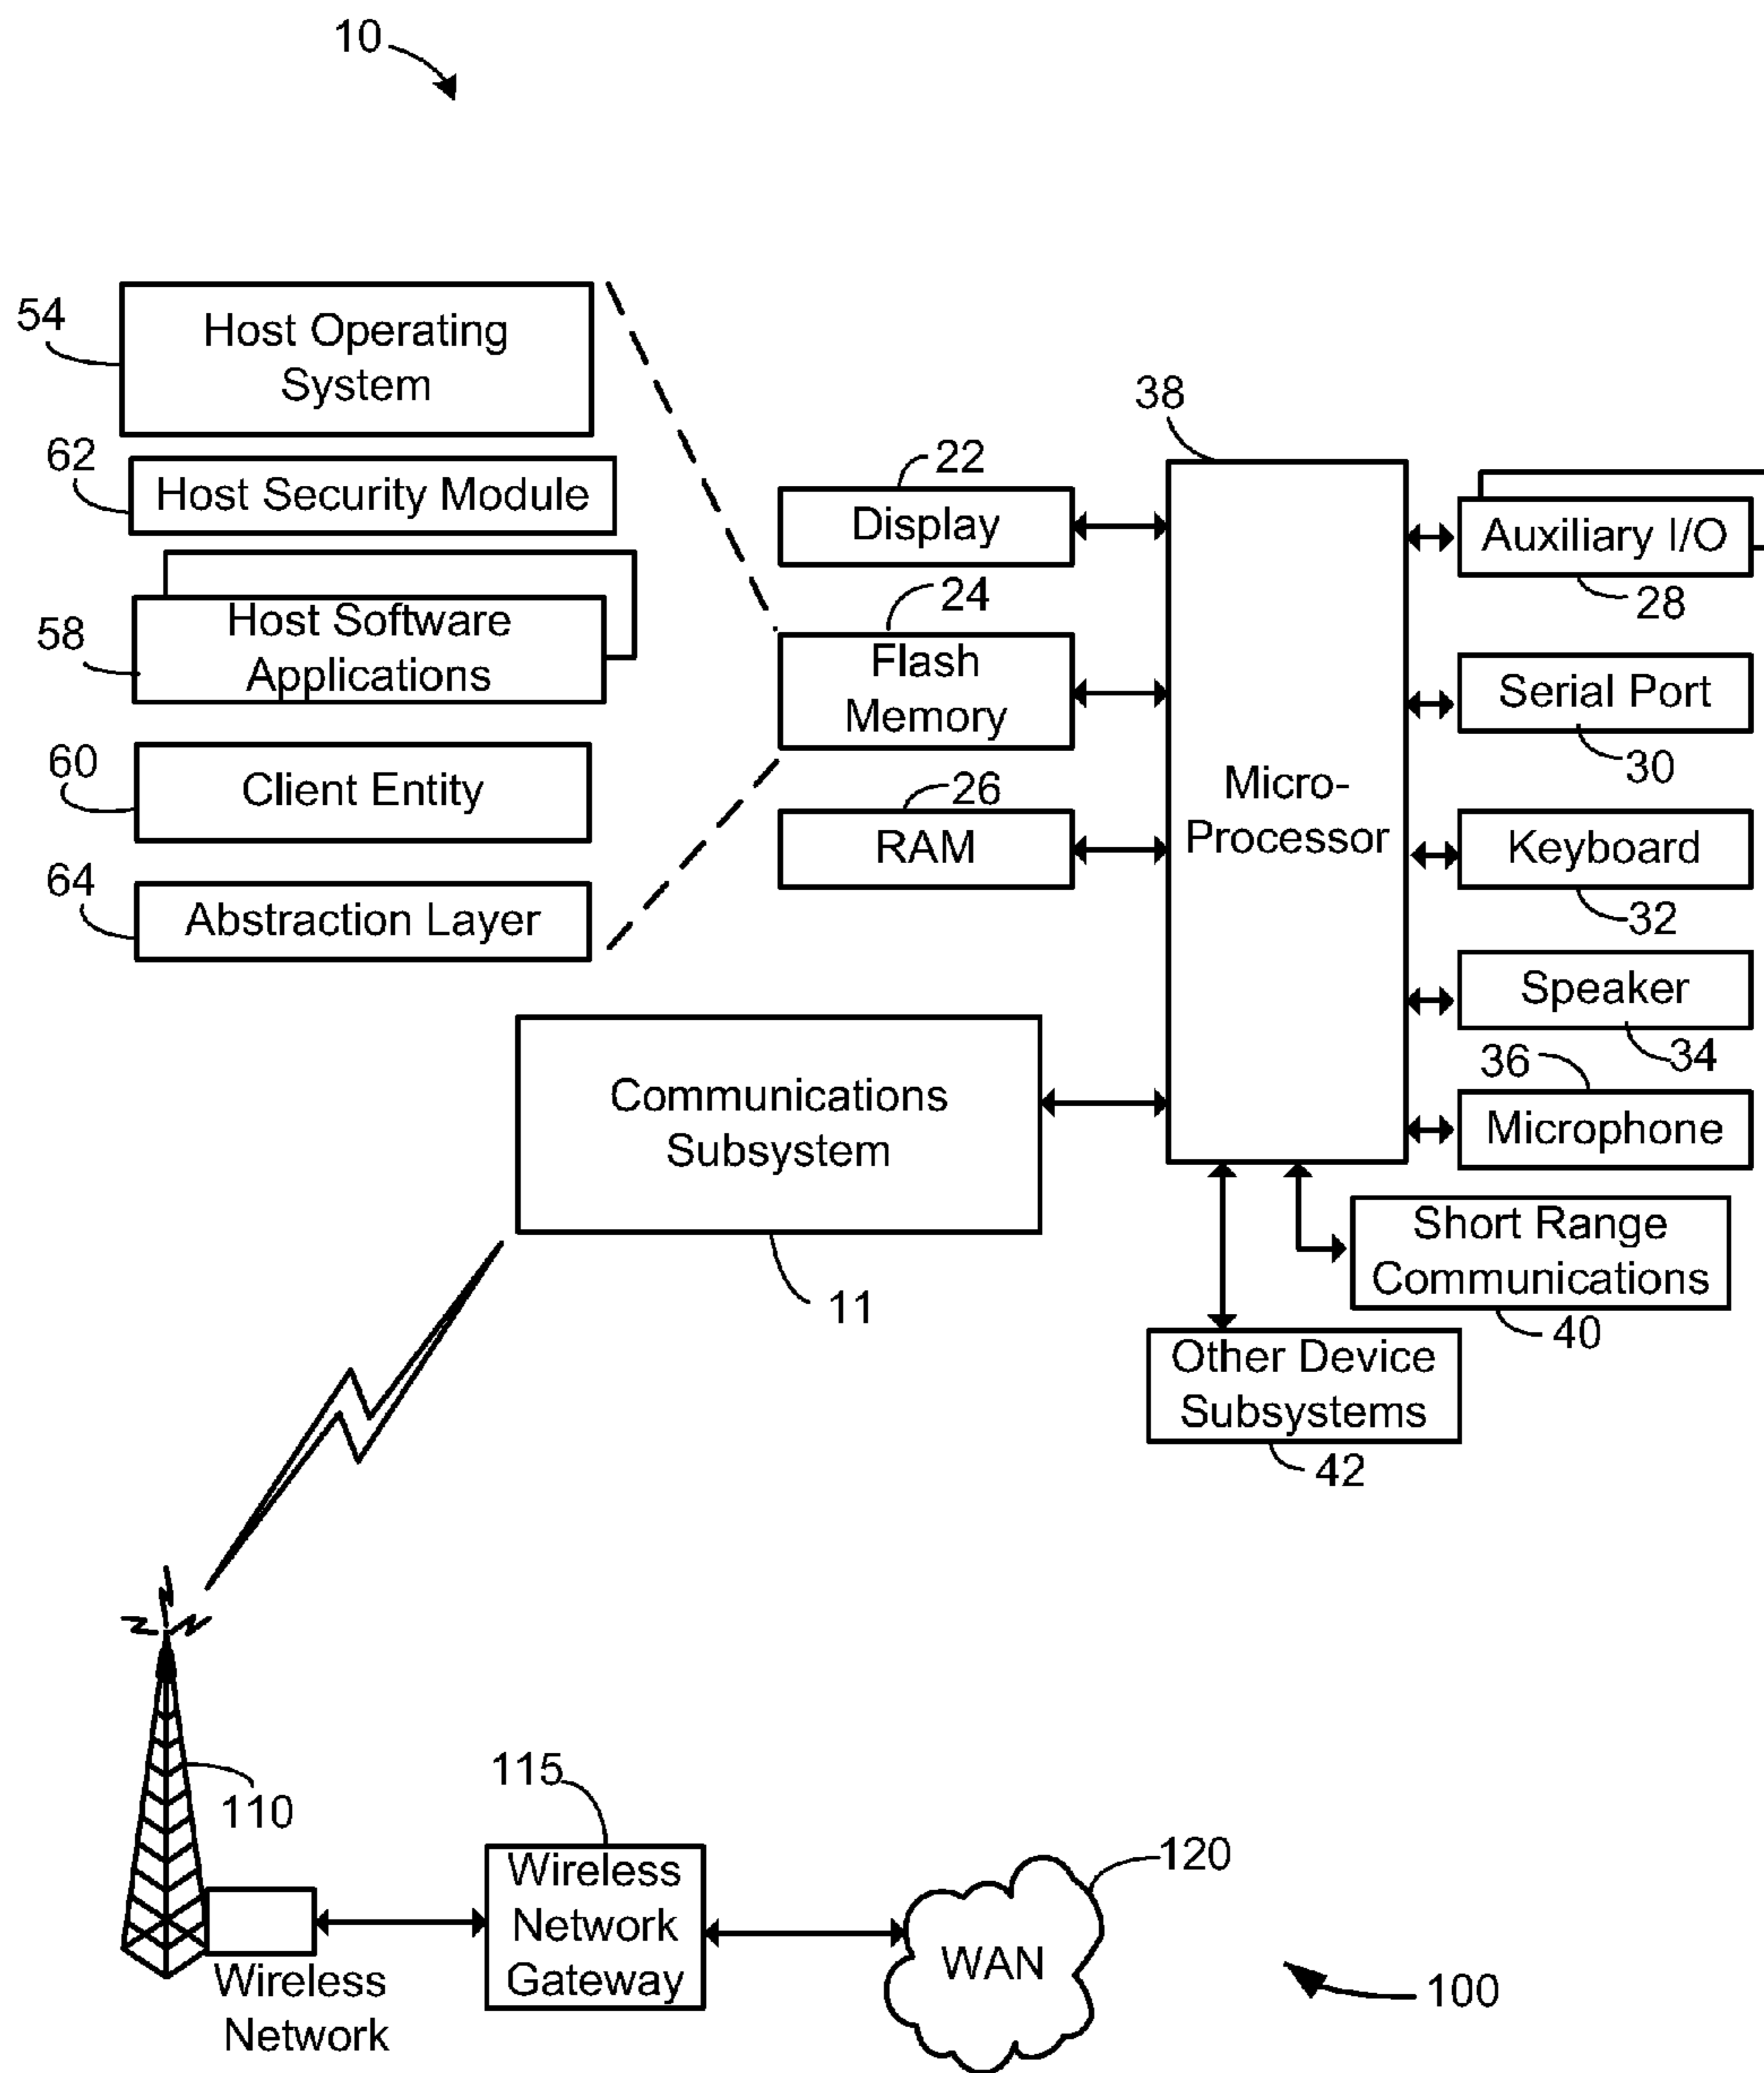 10
54
Host Operating
System
62
Host Security Module
58
Host Software
Applications
60
Client Entity
64
Abstraction Layer
22
Display
24
Flash
Memory
26
RAM
38
Micro-
Processor
Auxiliary I/O
28
Serial Port
30
Keyboard
32
Speaker
34
36
Microphone
Short Range
Communications
40
Other Device
Subsystems
42
Communications
Subsystem
11
110
Wireless
Network
115
Wireless
Network
Gateway
120
WAN
100